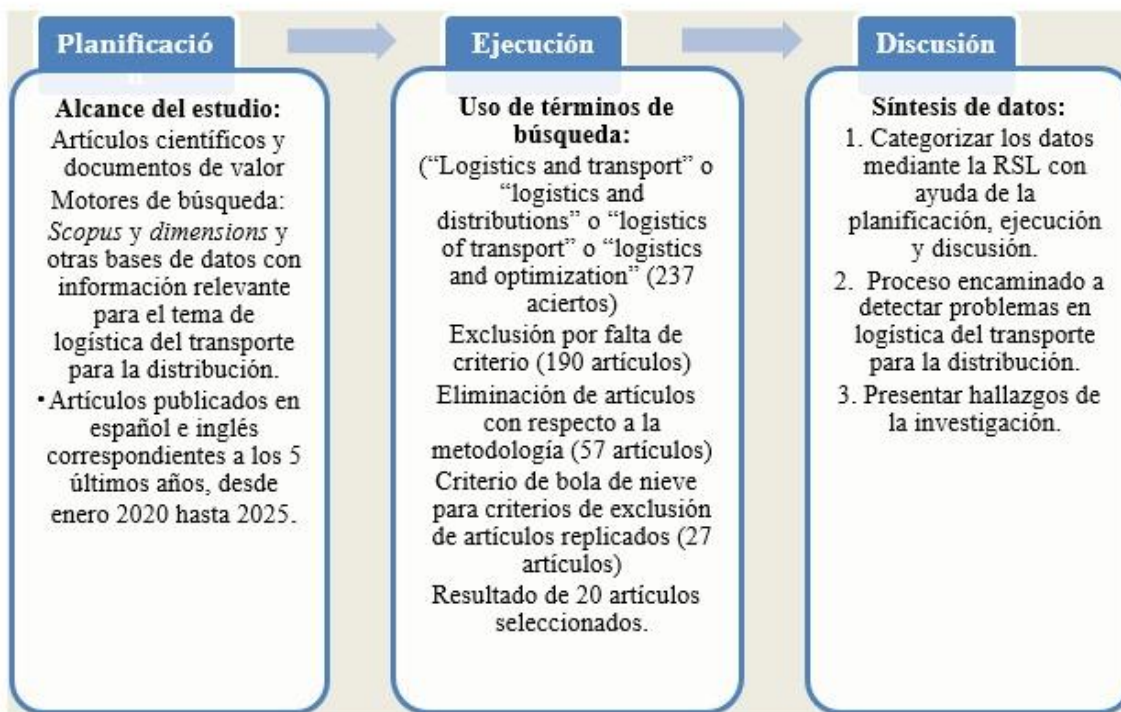 Planificació
Alcance del estudio:
Artículos científicos y
documentos de valor
Motores de búsqueda:
Scopus y dimensions y
otras bases de datos con
información relevante
para el tema de
logística del transporte
para la distribución.
• Artículos publicados en
español e inglés
correspondientes a los 5
últimos años, desde
enero 2020 hasta 2025.
Ejecución
Uso de términos de
búsqueda:
(“Logistics and transport” o
“logistics and
distributions” o “logistics
of transport” o “logistics
and optimization” (237
aciertos)
Exclusión por falta de
criterio (190 artículos)
Eliminación de artículos
con respecto a la
metodología (57 artículos)
Criterio de bola de nieve
para criterios de exclusión
de artículos replicados (27
artículos)
Resultado de 20 artículos
seleccionados.
Discusión
Síntesis de datos:
1. Categorizar los datos
mediante la RSL con
ayuda de la
planificación, ejecución
y discusión.
2. Proceso encaminado a
detectar problemas en
logística del transporte
para la distribución.
3. Presentar hallazgos de
la investigación.